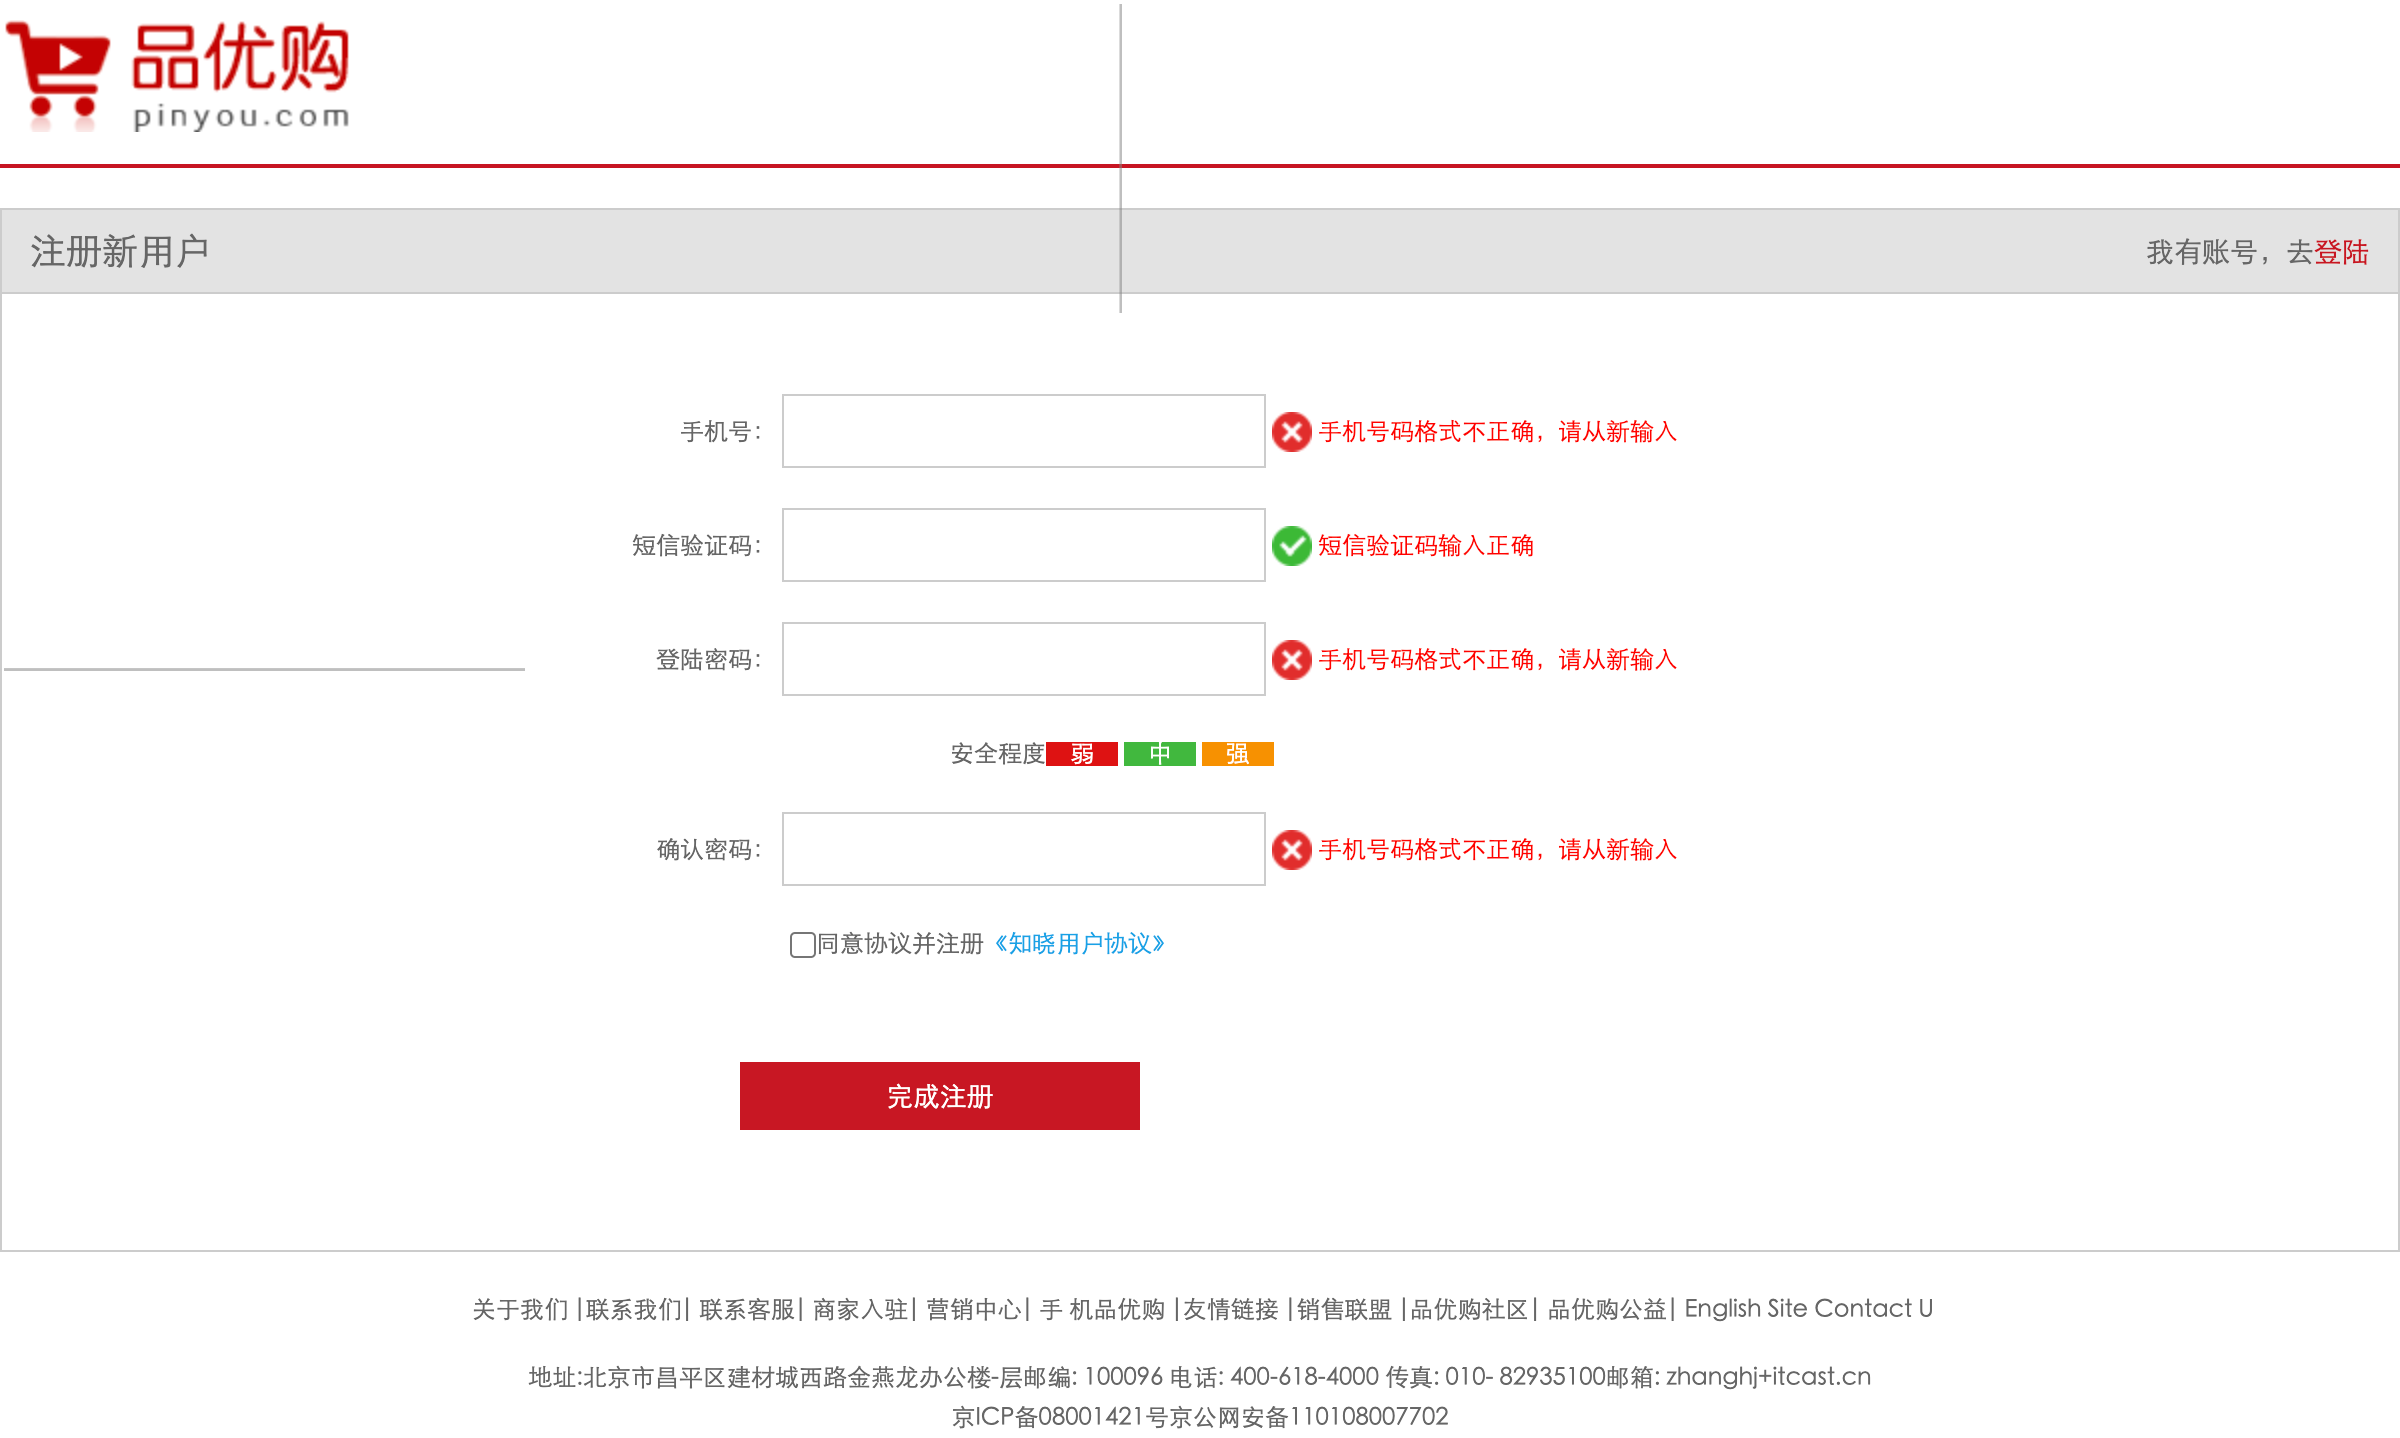 品优购
pinyou.com
注册新用户
我有账号，去登陆
手机号：
手机号码格式不正确，请从新输入
短信验证码：
短信验证码输入正确
登陆密码：
手机号码格式不正确，请从新输入
安全程度 弱 中 强
确认密码：
手机号码格式不正确，请从新输入
同意协议并注册《知晓用户协议》
完成注册
关于我们 |联系我们| 联系客服| 商家入驻| 营销中心| 手 机品优购 |友情链接 |销售联盟 |品优购社区| 品优购公益| English Site Contact U
地址:北京市昌平区建材城西路金燕龙办公楼-层邮编: 100096 电话: 400-618-4000 传真: 010- 82935100邮箱: zhanghj+itcast.cn
京ICP备08001421号京公网安备110108007702